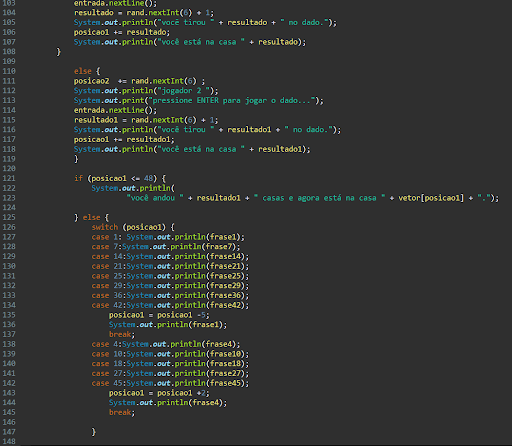 103 entrada.nextLine();
104 resultado = rand.nextInt(6) + 1;
105 System.out.println("você tirou " + resultado + " no dado.");
106 posicao1 += resultado;
107 System.out.println("você está na casa " + resultado);
108 }
109
110 else {
111 posicao2  += rand.nextInt(6) ;
112 System.out.println("jogador 2 ");
113 System.out.print("pressione ENTER para jogar o dado...");
114 entrada.nextLine();
115 resultado1 = rand.nextInt(6) + 1;
116 System.out.println("você tirou " + resultado1 + " no dado.");
117 posicao1 += resultado1;
118 System.out.println("você está na casa " + resultado1);
119 }
120
121 if (posicao1 <= 48) {
122 System.out.println(
123 "você andou " + resultado1 + " casas e agora está na casa " + vetor[posicao1] + ".");
124
125 } else {
126 switch (posicao1) {
127 case 1: System.out.println(frase1);
128 case 7:System.out.println(frase7);
129 case 14:System.out.println(frase14);
130 case 21:System.out.println(frase21);
131 case 25:System.out.println(frase25);
132 case 29:System.out.println(frase29);
133 case 36:System.out.println(frase36);
134 case 42:System.out.println(frase42);
135 posicao1 = posicao1 -5;
136 System.out.println(frase1);
137 break;
138 case 4:System.out.println(frase4);
139 case 10:System.out.println(frase10);
140 case 18:System.out.println(frase18);
141 case 27:System.out.println(frase27);
142 case 45:System.out.println(frase45);
143 posicao1 = posicao1 +2;
144 System.out.println(frase4);
145 break;
146
147 }
148